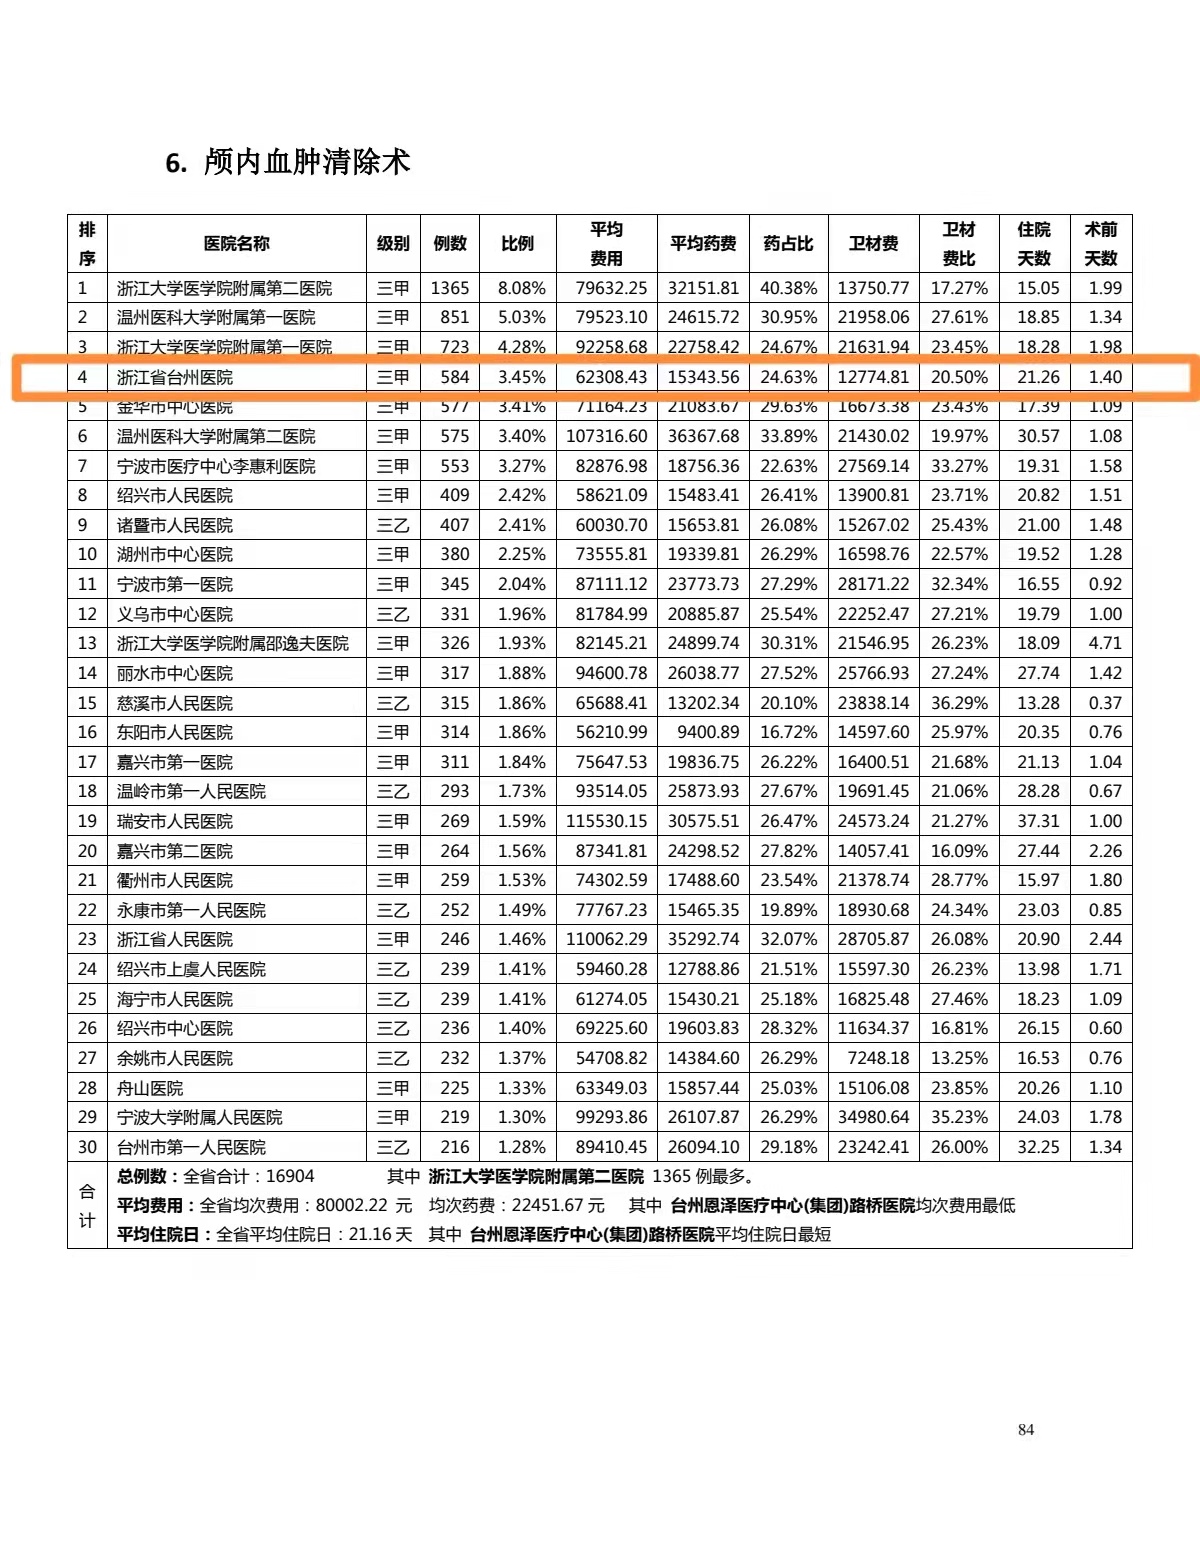 6. 颅内血肿清除术
排序 医院名称 级别 例数 比例 平均费用 平均药费 药占比 卫材费 卫材费比 住院天数 术前天数
1 浙江大学医学院附属第二医院 三甲 1365 8.08% 79632.25 32151.81 40.38% 13750.77 17.27% 15.05 1.99
2 温州医科大学附属第一医院 三甲 851 5.03% 79523.10 24615.72 30.95% 21958.06 27.61% 18.85 1.34
3 浙江大学医学院附属第一医院 三甲 723 4.28% 92258.68 22758.42 24.67% 21631.94 23.45% 18.28 1.98
4 浙江省台州医院 三甲 584 3.45% 62308.43 15343.56 24.63% 12774.81 20.50% 21.26 1.40
5 金华市中心医院 三甲 577 3.41% 71164.23 21083.67 29.63% 16673.38 23.43% 17.39 1.09
6 温州医科大学附属第二医院 三甲 575 3.40% 107316.60 36367.68 33.89% 21430.02 19.97% 30.57 1.08
7 宁波市医疗中心李惠利医院 三甲 553 3.27% 82876.98 18756.36 22.63% 27569.14 33.27% 19.31 1.58
8 绍兴市人民医院 三甲 409 2.42% 58621.09 15483.41 26.41% 13900.81 23.71% 20.82 1.51
9 诸暨市人民医院 三乙 407 2.41% 60030.70 15653.81 26.08% 15267.02 25.43% 21.00 1.48
10 湖州市中心医院 三甲 380 2.25% 73555.81 19339.81 26.29% 16598.76 22.57% 19.52 1.28
11 宁波市第一医院 三甲 345 2.04% 87111.12 23773.73 27.29% 28171.22 32.34% 16.55 0.92
12 义乌市中心医院 三乙 331 1.96% 81784.99 20885.87 25.54% 22252.47 27.21% 19.79 1.00
13 浙江大学医学院附属邵逸夫医院 三甲 326 1.93% 82145.21 24899.74 30.31% 21546.95 26.23% 18.09 4.71
14 丽水市中心医院 三甲 317 1.88% 94600.78 26038.77 27.52% 25766.93 27.24% 27.74 1.42
15 慈溪市人民医院 三乙 315 1.86% 65688.41 13202.34 20.10% 23838.14 36.29% 13.28 0.37
16 东阳市人民医院 三甲 314 1.86% 56210.99 9400.89 16.72% 14597.60 25.97% 20.35 0.76
17 嘉兴市第一医院 三甲 311 1.84% 75647.53 19836.75 26.22% 16400.51 21.68% 21.13 1.04
18 温岭市第一人民医院 三乙 293 1.73% 93514.05 25873.93 27.67% 19691.45 21.06% 28.28 0.67
19 瑞安市人民医院 三甲 269 1.59% 115530.15 30575.51 26.47% 24573.24 21.27% 37.31 1.00
20 嘉兴市第二医院 三甲 264 1.56% 87341.81 24298.52 27.82% 14057.41 16.09% 27.44 2.26
21 衢州市人民医院 三甲 259 1.53% 74302.59 17488.60 23.54% 21378.74 28.77% 15.97 1.80
22 永康市第一人民医院 三乙 252 1.49% 77767.23 15465.35 19.89% 18930.68 24.34% 23.03 0.85
23 浙江省人民医院 三甲 246 1.46% 110062.29 35292.74 32.07% 28705.87 26.08% 20.90 2.44
24 绍兴市上虞人民医院 三乙 239 1.41% 59460.28 12788.86 21.51% 15597.30 26.23% 13.98 1.71
25 海宁市人民医院 三乙 239 1.41% 61274.05 15430.21 25.18% 16825.48 27.46% 18.23 1.09
26 绍兴市中心医院 三乙 236 1.40% 69225.60 19603.83 28.32% 11634.37 16.81% 26.15 0.60
27 余姚市人民医院 三乙 232 1.37% 54708.82 14384.60 26.29% 7248.18 13.25% 16.53 0.76
28 舟山医院 三甲 225 1.33% 63349.03 15857.44 25.03% 15106.08 23.85% 20.26 1.10
29 宁波大学附属人民医院 三甲 219 1.30% 99293.86 26107.87 26.29% 34980.64 35.23% 24.03 1.78
30 台州市第一人民医院 三乙 216 1.28% 89410.45 26094.10 29.18% 23242.41 26.00% 32.25 1.34
合计 总例数：全省合计：16904 其中 浙江大学医学院附属第二医院 1365 例最多。
平均费用：全省均次费用：80002.22 元 均次药费：22451.67 元 其中 台州恩泽医疗中心(集团)路桥医院均次费用最低
平均住院日：全省平均住院日：21.16 天 其中 台州恩泽医疗中心(集团)路桥医院平均住院日最短
84